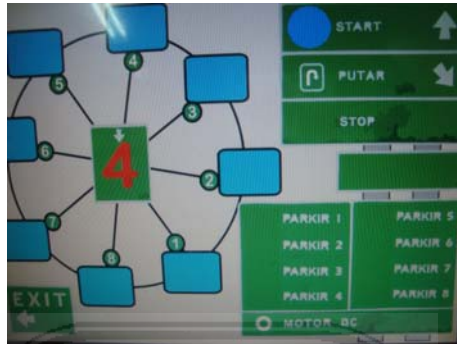 START
PUTAR
STOP
4
5
3
4
6
2
7
1
8
PARKIR 1
PARKIR 5
PARKIR 2
PARKIR 6
PARKIR 3
PARKIR 7
PARKIR 4
PARKIR 8
EXIT
MOTOR DC